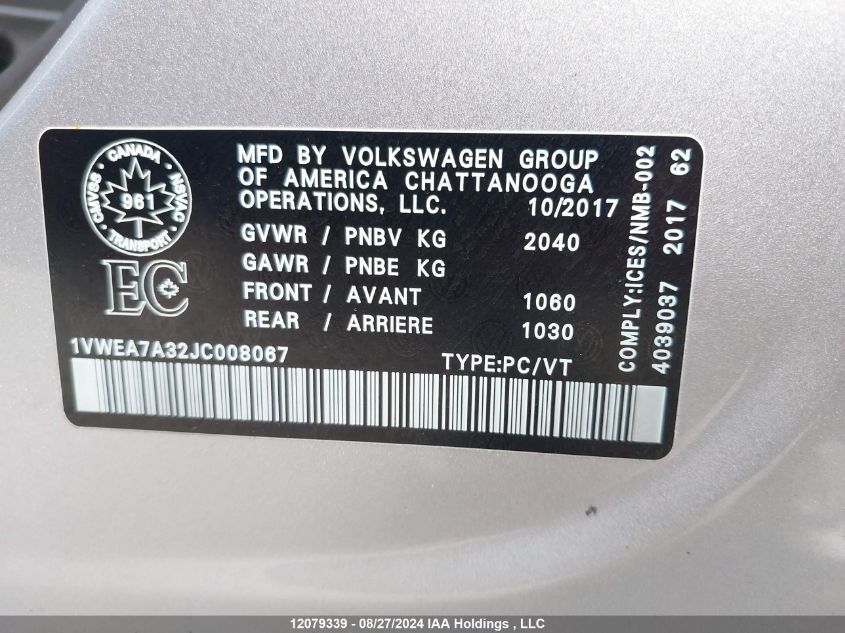 CANADA
CMVSS
961
NSVAC
TRANSPORT
EC
MFD BY VOLKSWAGEN GROUP
OF AMERICA CHATTANOOGA
OPERATIONS, LLC. 10/2017
GVWR / PNBV KG 2040
GAWR / PNBE KG
FRONT / AVANT 1060
REAR / ARRIERE 1030
1VWEA7A32JC008067 TYPE:PC/VT
COMPLY:ICES/NMB-002
4039037 2017 62
12079339 - 08/27/2024 IAA Holdings , LLC